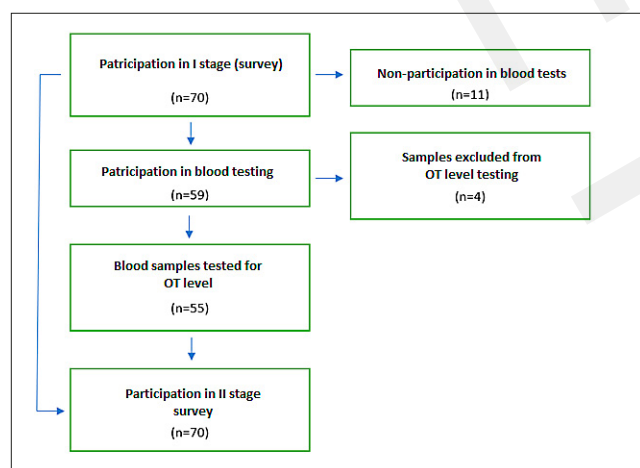 Patricipation in I stage (survey)
(n=70)
Non-participation in blood tests
(n=11)
Patricipation in blood testing
(n=59)
Samples excluded from
OT level testing
(n=4)
Blood samples tested for
OT level
(n=55)
Participation in II stage
survey
(n=70)